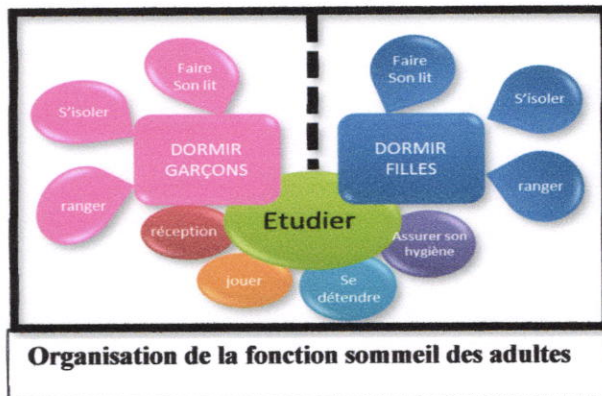 Faire
Son lit
S'isoler
DORMIR
GARÇONS
ranger
Faire
Son lit
S'isoler
DORMIR
FILLES
ranger
Etudier
réception
jouer
Se
détendre
Assurer son
hygiène
Organisation de la fonction sommeil des adultes